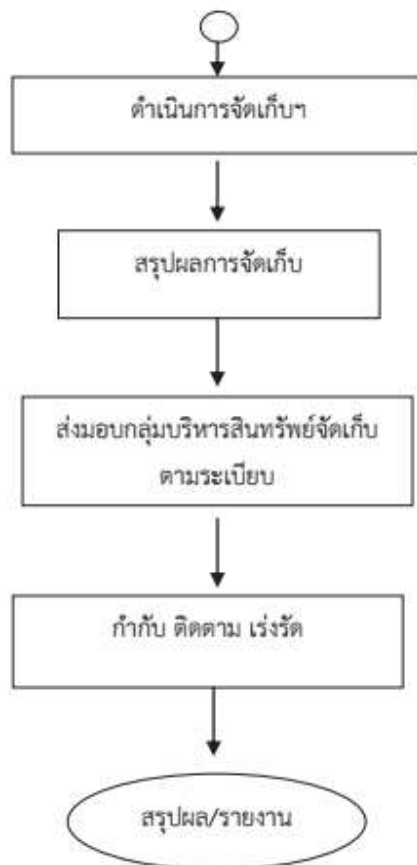 ดำเนินการจัดเก็บฯ
สรุปผลการจัดเก็บ
ส่งมอบกลุ่มบริหารสินทรัพย์จัดเก็บ
ตามระเบียบ
กำกับ ติดตาม เร่งรัด
สรุปผล/รายงาน